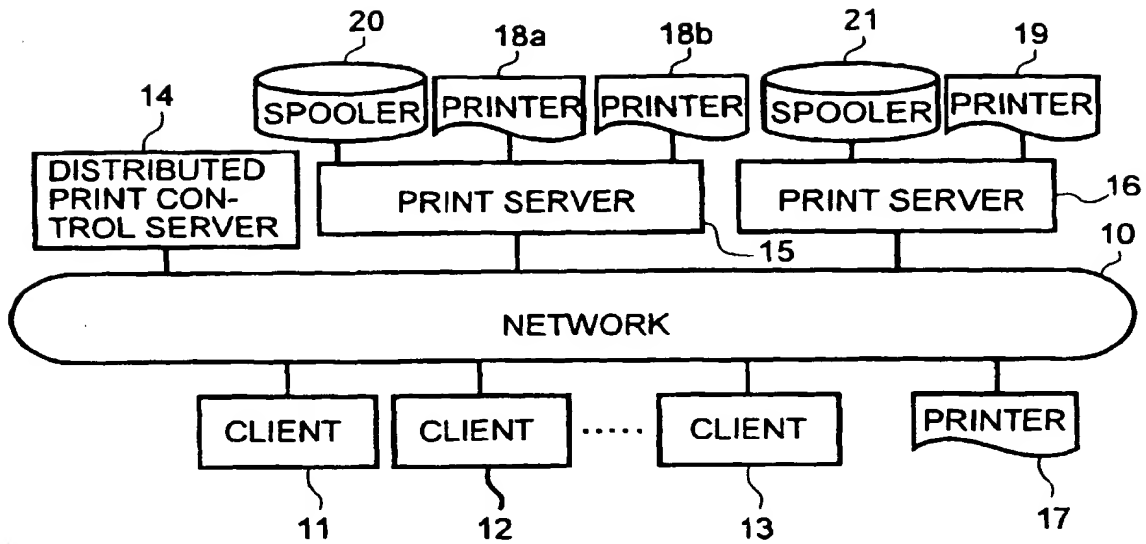 20
18a
18b
21
19
14
SPOOLER
PRINTER
PRINTER
SPOOLER
PRINTER
DISTRIBUTED
PRINT CON-
TROL SERVER
PRINT SERVER
PRINT SERVER
16
15
10
NETWORK
CLIENT
CLIENT
.....
CLIENT
PRINTER
11
12
13
17